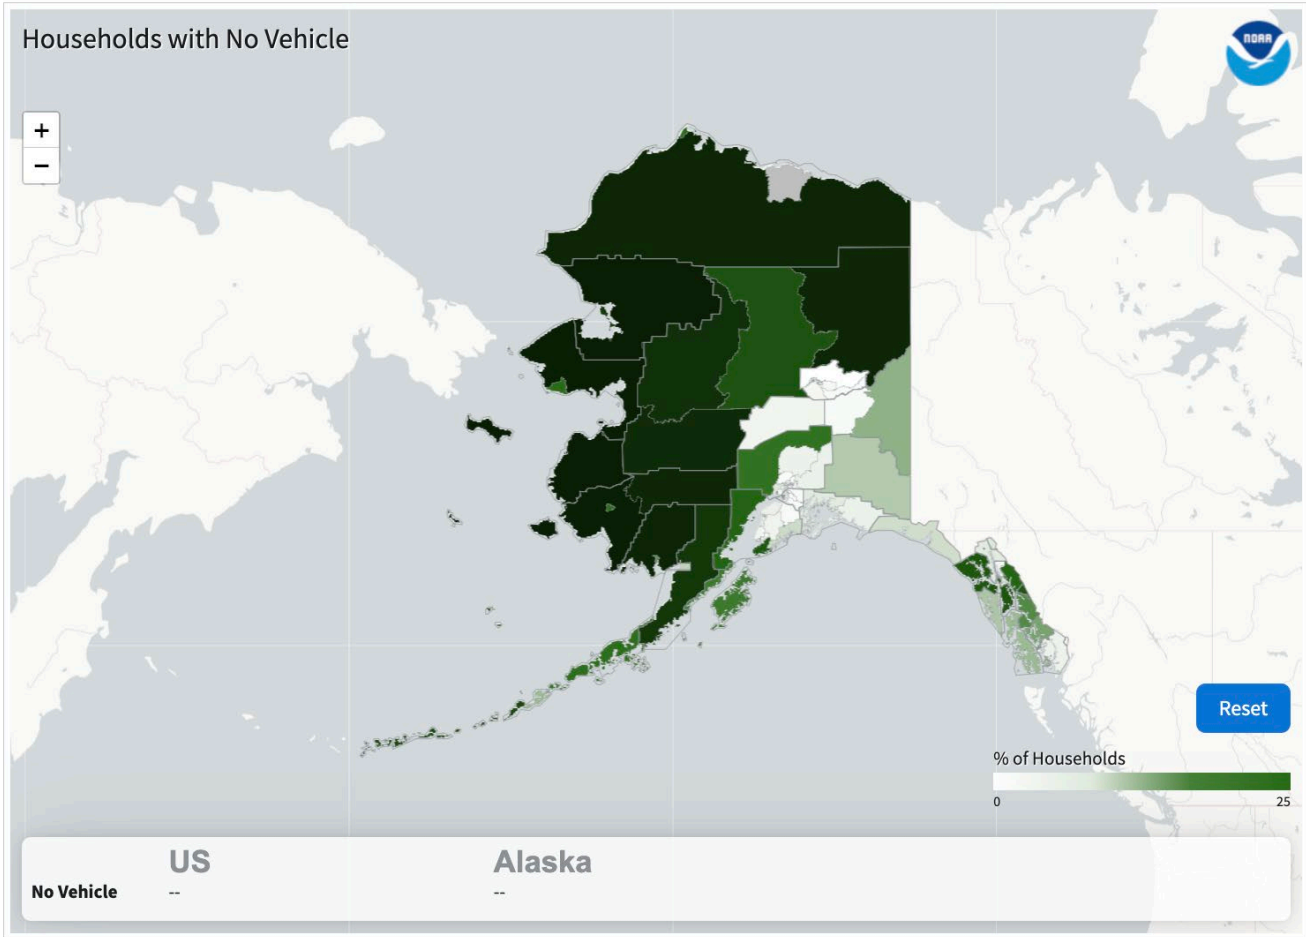 Households with No Vehicle
NOAA
+
−
Reset
% of Households
0 25
US Alaska
No Vehicle -- --